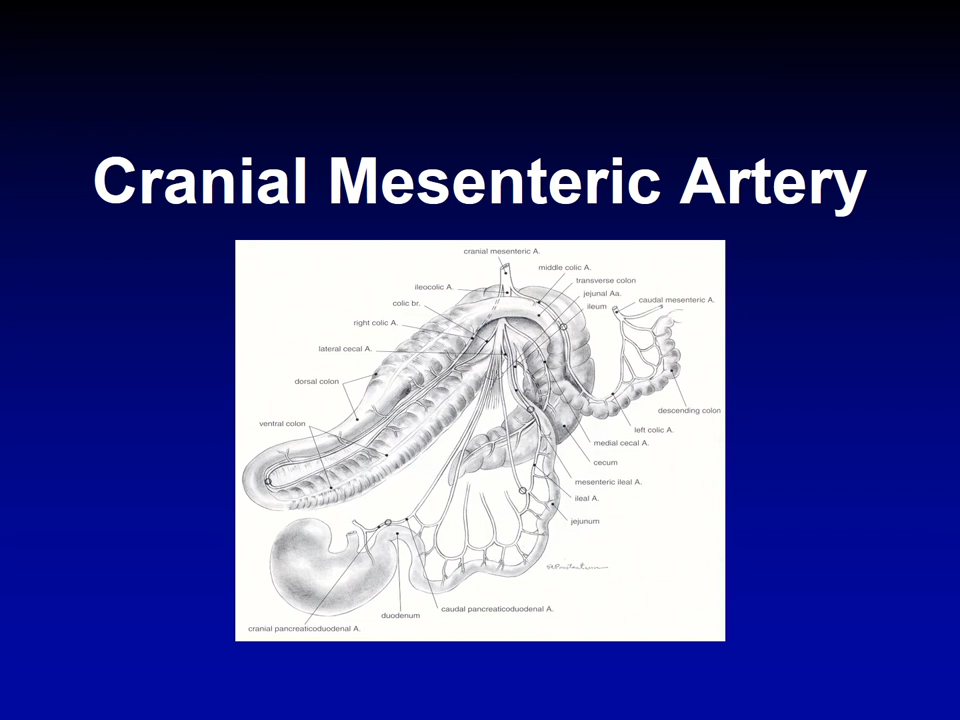 Cranial Mesenteric Artery
cranial mesenteric A.
middle colic A.
transverse colon
ileocolic A.
jejunal Aa.
caudal mesenteric A.
colic br.
ileum
right colic A.
lateral cecal A.
dorsal colon
descending colon
ventral colon
left colic A.
medial cecal A.
cecum
mesenteric ileal A.
ileal A.
jejunum
caudal pancreaticoduodenal A.
duodenum
cranial pancreaticoduodenal A.